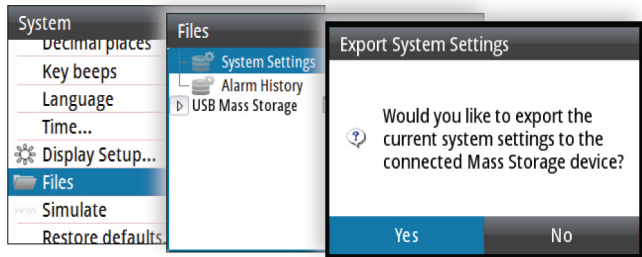 System
Decimal places
Key beeps
Language
Time...
Display Setup...
Files
Simulate
Restore defaults.
Files
System Settings
Alarm History
USB Mass Storage
Export System Settings
Would you like to export the
current system settings to the
connected Mass Storage device?
Yes
No